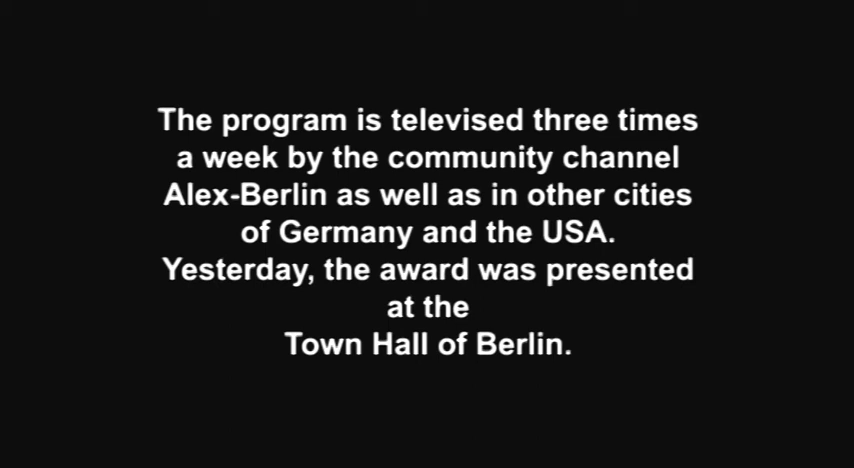 The program is televised three times
a week by the community channel
Alex-Berlin as well as in other cities
of Germany and the USA.
Yesterday, the award was presented
at the
Town Hall of Berlin.